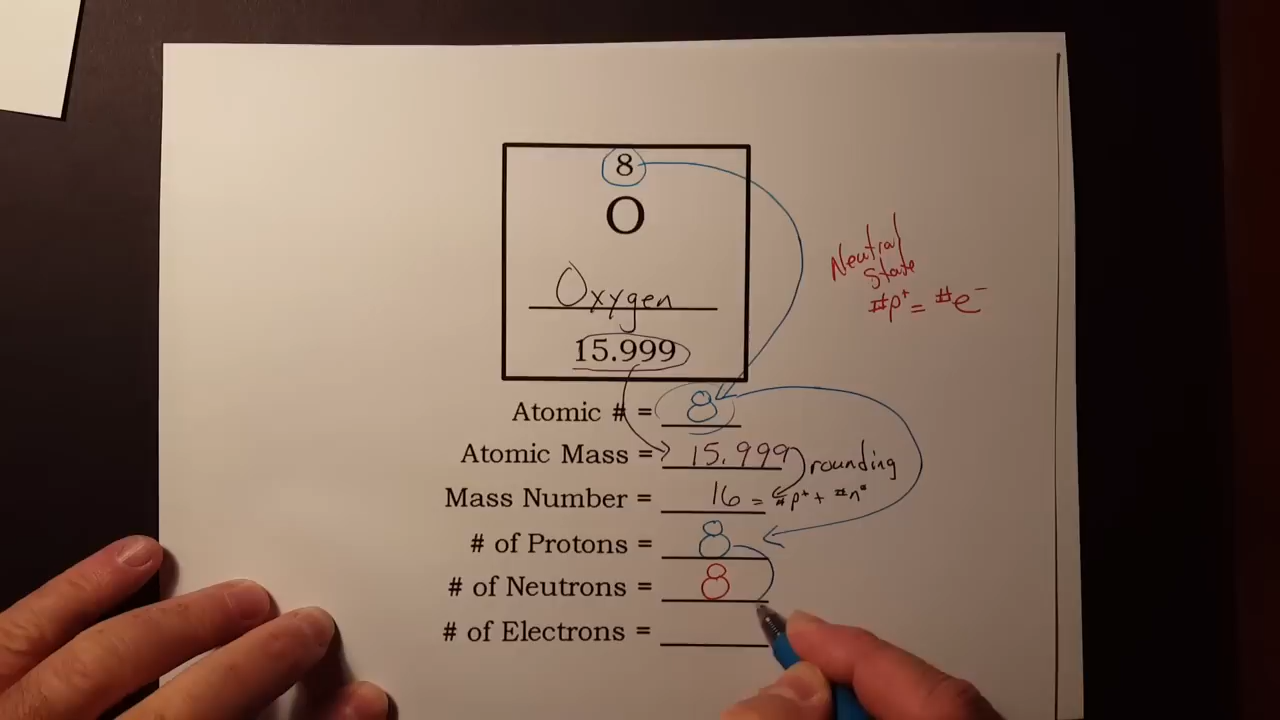 8
O
Oxygen
15.999
Neutral
State
#p⁺ = #e⁻
Atomic # = 8
Atomic Mass = 15.999 rounding
Mass Number = 16 = #p⁺ + #n°
# of Protons = 8
# of Neutrons = 8
# of Electrons =